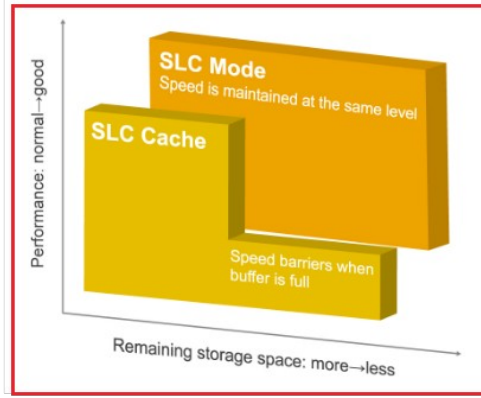 SLC Mode
Speed is maintained at the same level
SLC Cache
Speed barriers when
buffer is full
Performance: normal→good
Remaining storage space: more→less